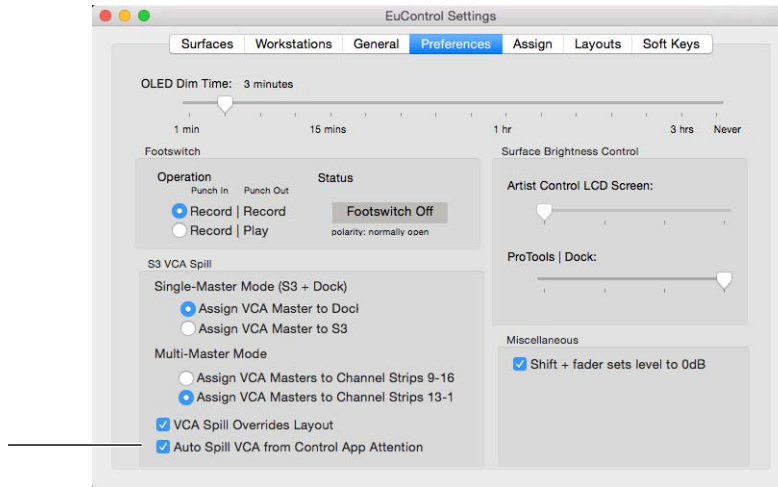 EuControl Settings
Surfaces Workstations General Preferences Assign Layouts Soft Keys
OLED Dim Time: 3 minutes
1 min 15 mins 1 hr 3 hrs Never
Footswitch
Operation Status
Punch In Punch Out
Record | Record Footswitch Off
Record | Play polarity: normally open
S3 VCA Spill
Single-Master Mode (S3 + Dock)
Assign VCA Master to Docl
Assign VCA Master to S3
Multi-Master Mode
Assign VCA Masters to Channel Strips 9-16
Assign VCA Masters to Channel Strips 13-1
VCA Spill Overrides Layout
Auto Spill VCA from Control App Attention
Surface Brightness Control
Artist Control LCD Screen:
ProTools | Dock:
Miscellaneous
Shift + fader sets level to 0dB